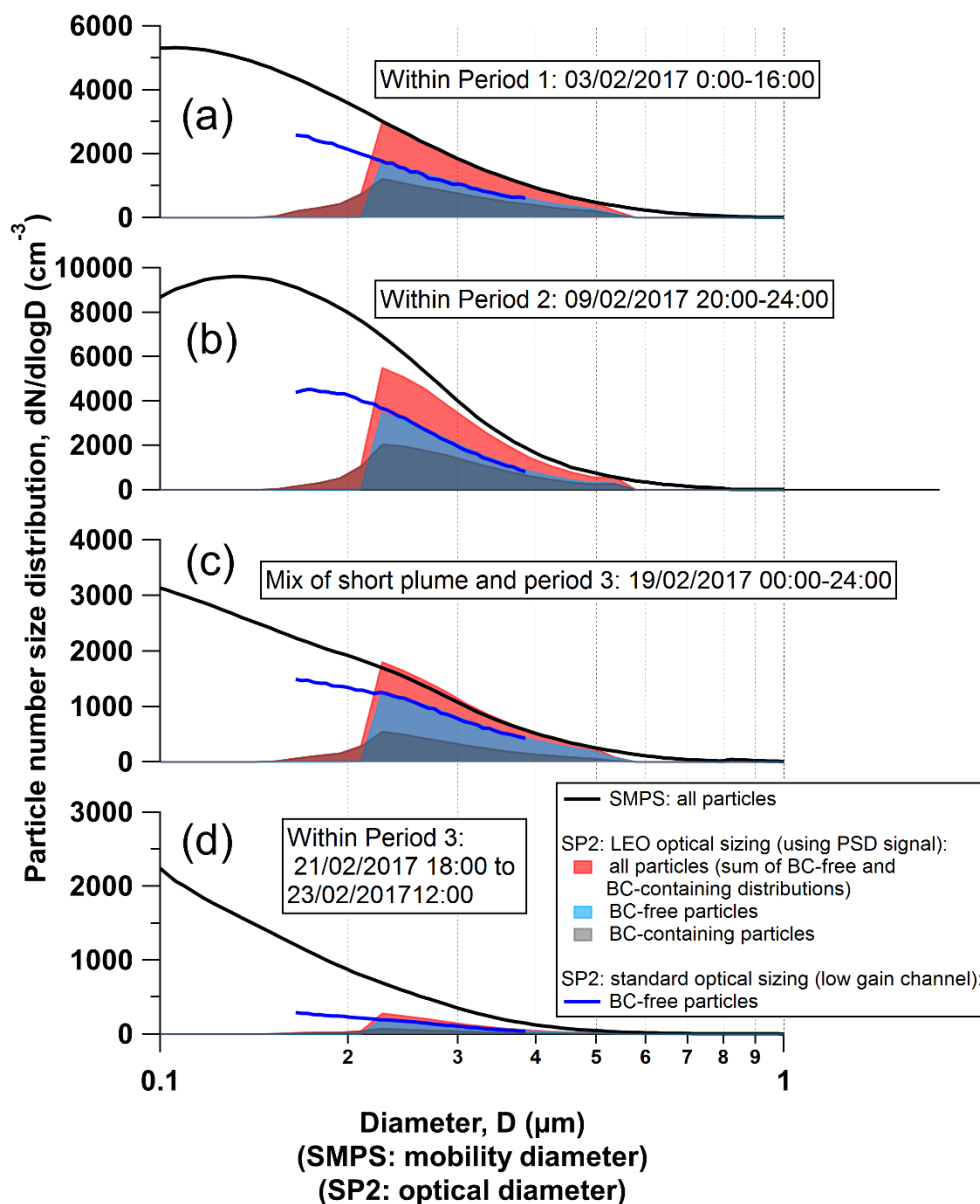 Particle number size distribution, dN/dlogD (cm-3)
6000
4000
2000
0
(a)
Within Period 1: 03/02/2017 0:00-16:00
10000
8000
6000
4000
2000
0
(b)
Within Period 2: 09/02/2017 20:00-24:00
4000
3000
2000
1000
0
(c)
Mix of short plume and period 3: 19/02/2017 00:00-24:00
3000
2000
1000
0
(d)
Within Period 3:
21/02/2017 18:00 to
23/02/201712:00
SMPS: all particles
SP2: LEO optical sizing (using PSD signal):
all particles (sum of BC-free and
BC-containing distributions)
BC-free particles
BC-containing particles
SP2: standard optical sizing (low gain channel):
BC-free particles
0.1 2 3 4 5 6 7 8 9 1
Diameter, D (µm)
(SMPS: mobility diameter)
(SP2: optical diameter)